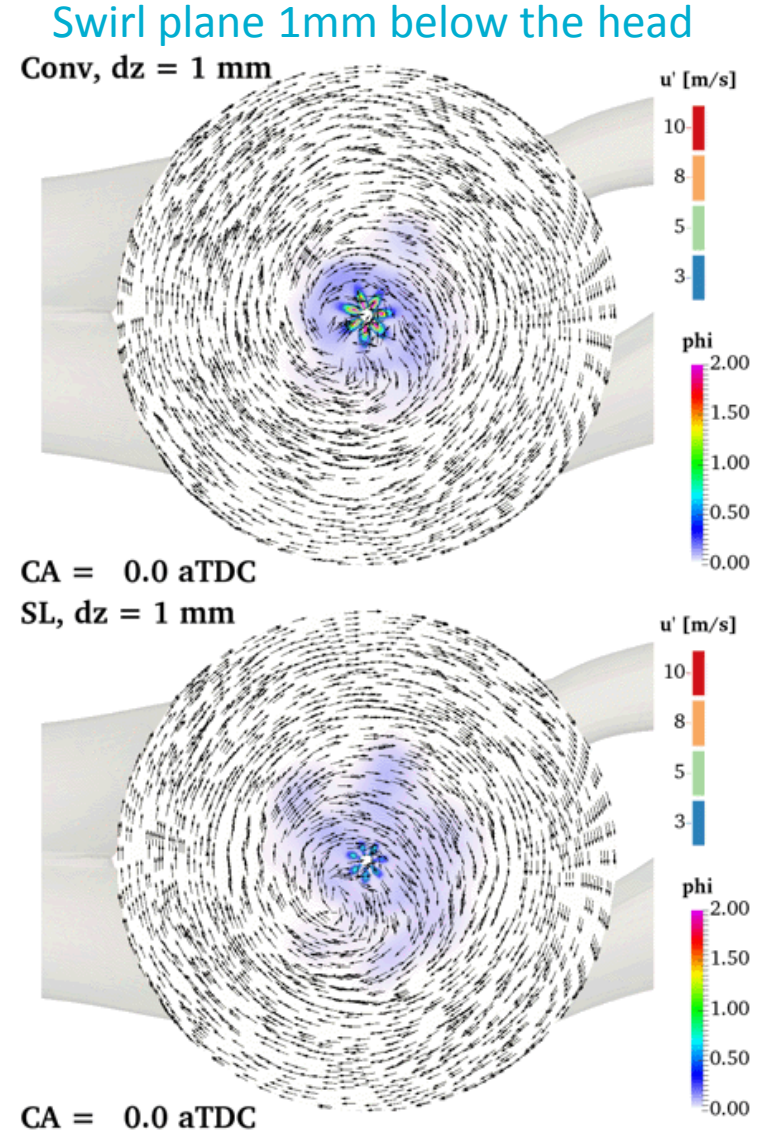 Swirl plane 1mm below the head
Conv, dz = 1 mm
u' [m/s]
10
8
5
3
phi
2.00
1.50
1.00
0.50
0.00
CA = 0.0 aTDC
SL, dz = 1 mm
u' [m/s]
10
8
5
3
phi
2.00
1.50
1.00
0.50
0.00
CA = 0.0 aTDC